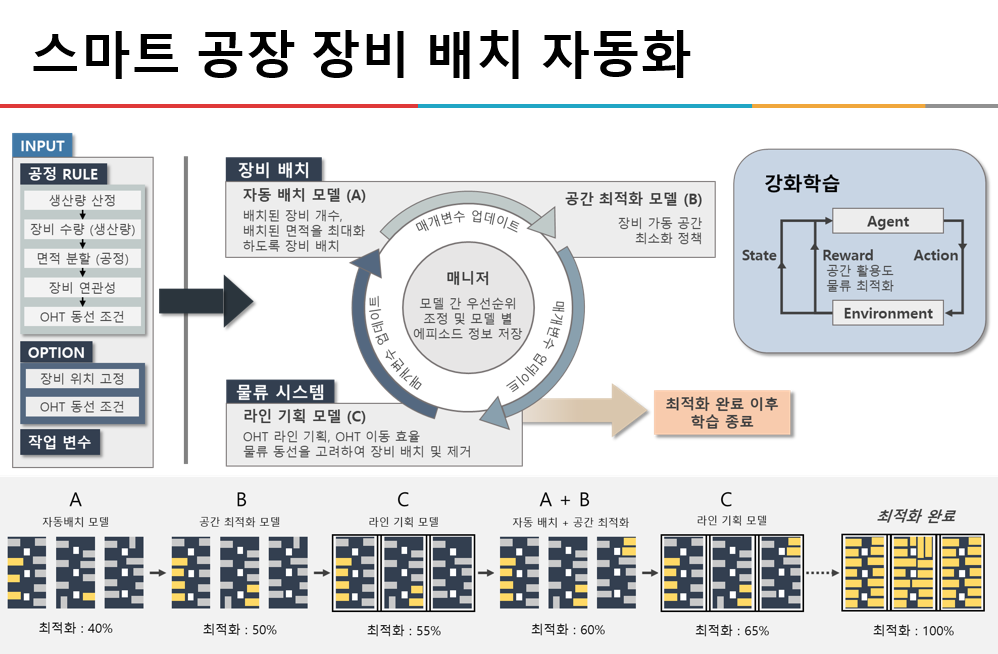 스마트 공장 장비 배치 자동화
INPUT
공정 RULE
생산량 산정
장비 수량 (생산량)
면적 분할 (공정)
장비 연관성
OHT 동선 조건
OPTION
장비 위치 고정
OHT 동선 조건
작업 변수
장비 배치
자동 배치 모델 (A)
배치된 장비 개수,
배치된 면적을 최대화
하도록 장비 배치
공간 최적화 모델 (B)
장비 가동 공간
최소화 정책
매개변수 업데이트
매개변수 업데이트
매개변수 업데이트
매니저
모델 간 우선순위
조정 및 모델 별
에피소드 정보 저장
물류 시스템
라인 기획 모델 (C)
OHT 라인 기획, OHT 이동 효율
물류 동선을 고려하여 장비 배치 및 제거
최적화 완료 이후
학습 종료
강화학습
Agent
State
Reward
공간 활용도
물류 최적화
Action
Environment
A
자동배치 모델
최적화 : 40%
B
공간 최적화 모델
최적화 : 50%
C
라인 기획 모델
최적화 : 55%
A + B
자동 배치 + 공간 최적화
최적화 : 60%
C
라인 기획 모델
최적화 : 65%
최적화 완료
최적화 : 100%